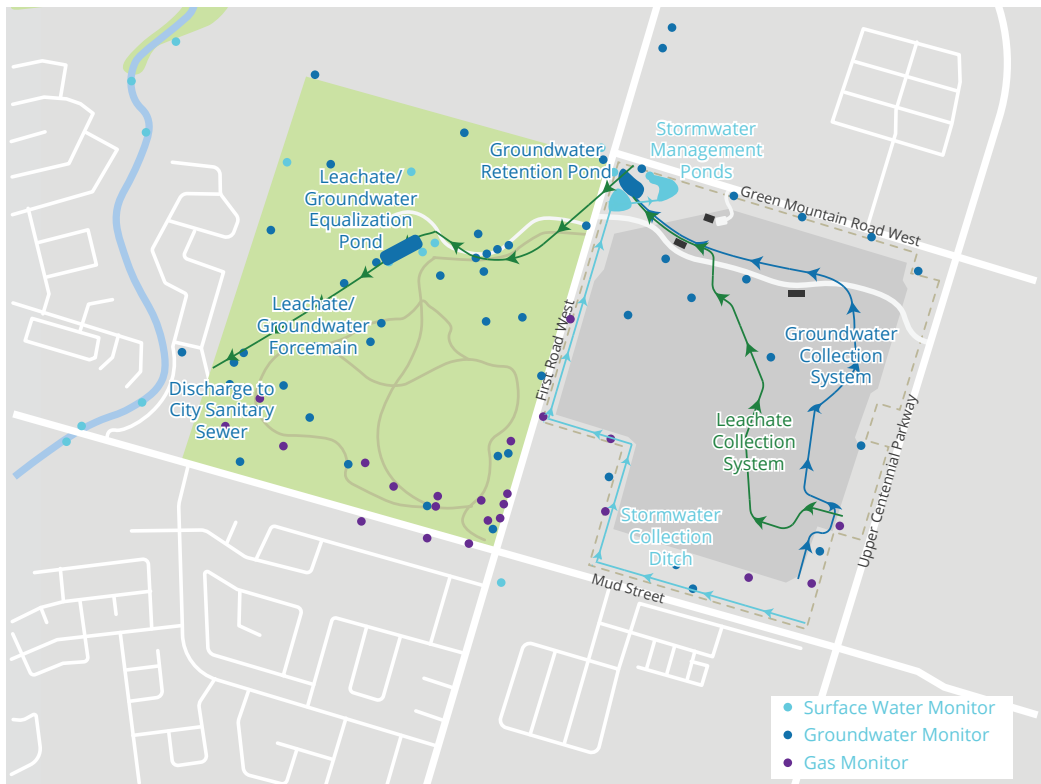 Stormwater
Management
Ponds
Groundwater
Retention Pond
Leachate/
Groundwater
Equalization
Pond
Green Mountain Road West
Leachate/
Groundwater
Forcemain
First Road West
Groundwater
Collection
System
Discharge to
City Sanitary
Sewer
Leachate
Collection
System
Upper Centennial Parkway
Stormwater
Collection
Ditch
Mud Street
Surface Water Monitor
Groundwater Monitor
Gas Monitor